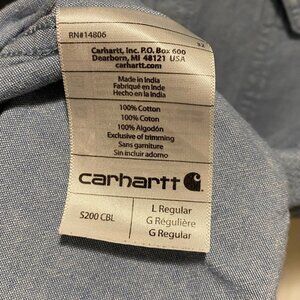 RN#14806
32
Carhartt, Inc. P.O. Box 600
Dearborn, MI 48121 USA
carhartt.com
Made in India
Fabriqué en Inde
Hecho en la India
100% Cotton
100% Cotton
100% Algodón
Exclusive of trimming
Sans garniture
Sin incluir adorno
carhartt
S200 CBL
L Regular
G Régulière
G Regular